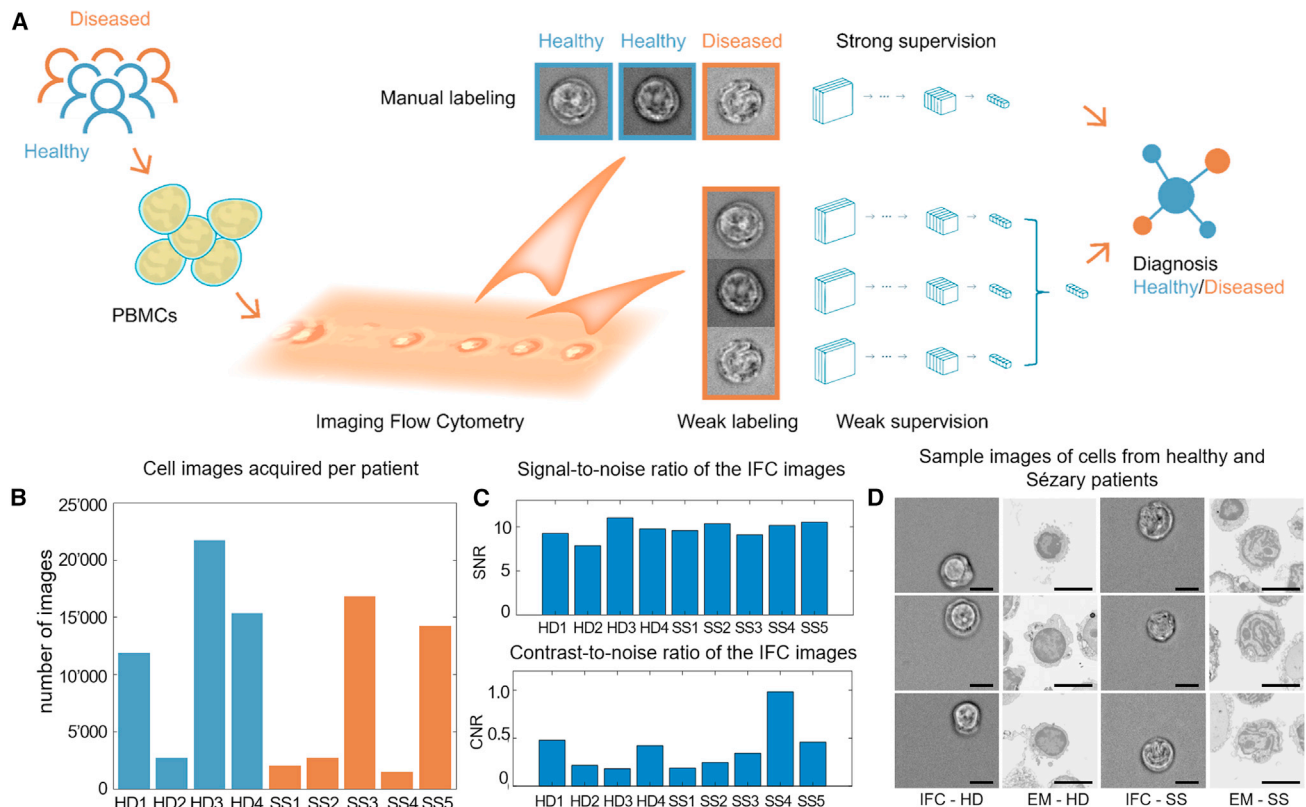 A
Diseased
Healthy
PBMCs
Imaging Flow Cytometry
Manual labeling
Healthy Healthy Diseased
Strong supervision
Weak labeling
Weak supervision
Diagnosis
Healthy/Diseased
B
Cell images acquired per patient
number of images
25'000
20'000
15'000
10'000
5'000
0
HD1 HD2 HD3 HD4 SS1 SS2 SS3 SS4 SS5
C
Signal-to-noise ratio of the IFC images
SNR
10
5
0
HD1 HD2 HD3 HD4 SS1 SS2 SS3 SS4 SS5
Contrast-to-noise ratio of the IFC images
CNR
1.0
0.5
0
HD1 HD2 HD3 HD4 SS1 SS2 SS3 SS4 SS5
D
Sample images of cells from healthy and
Sézary patients
IFC - HD EM - HD IFC - SS EM - SS